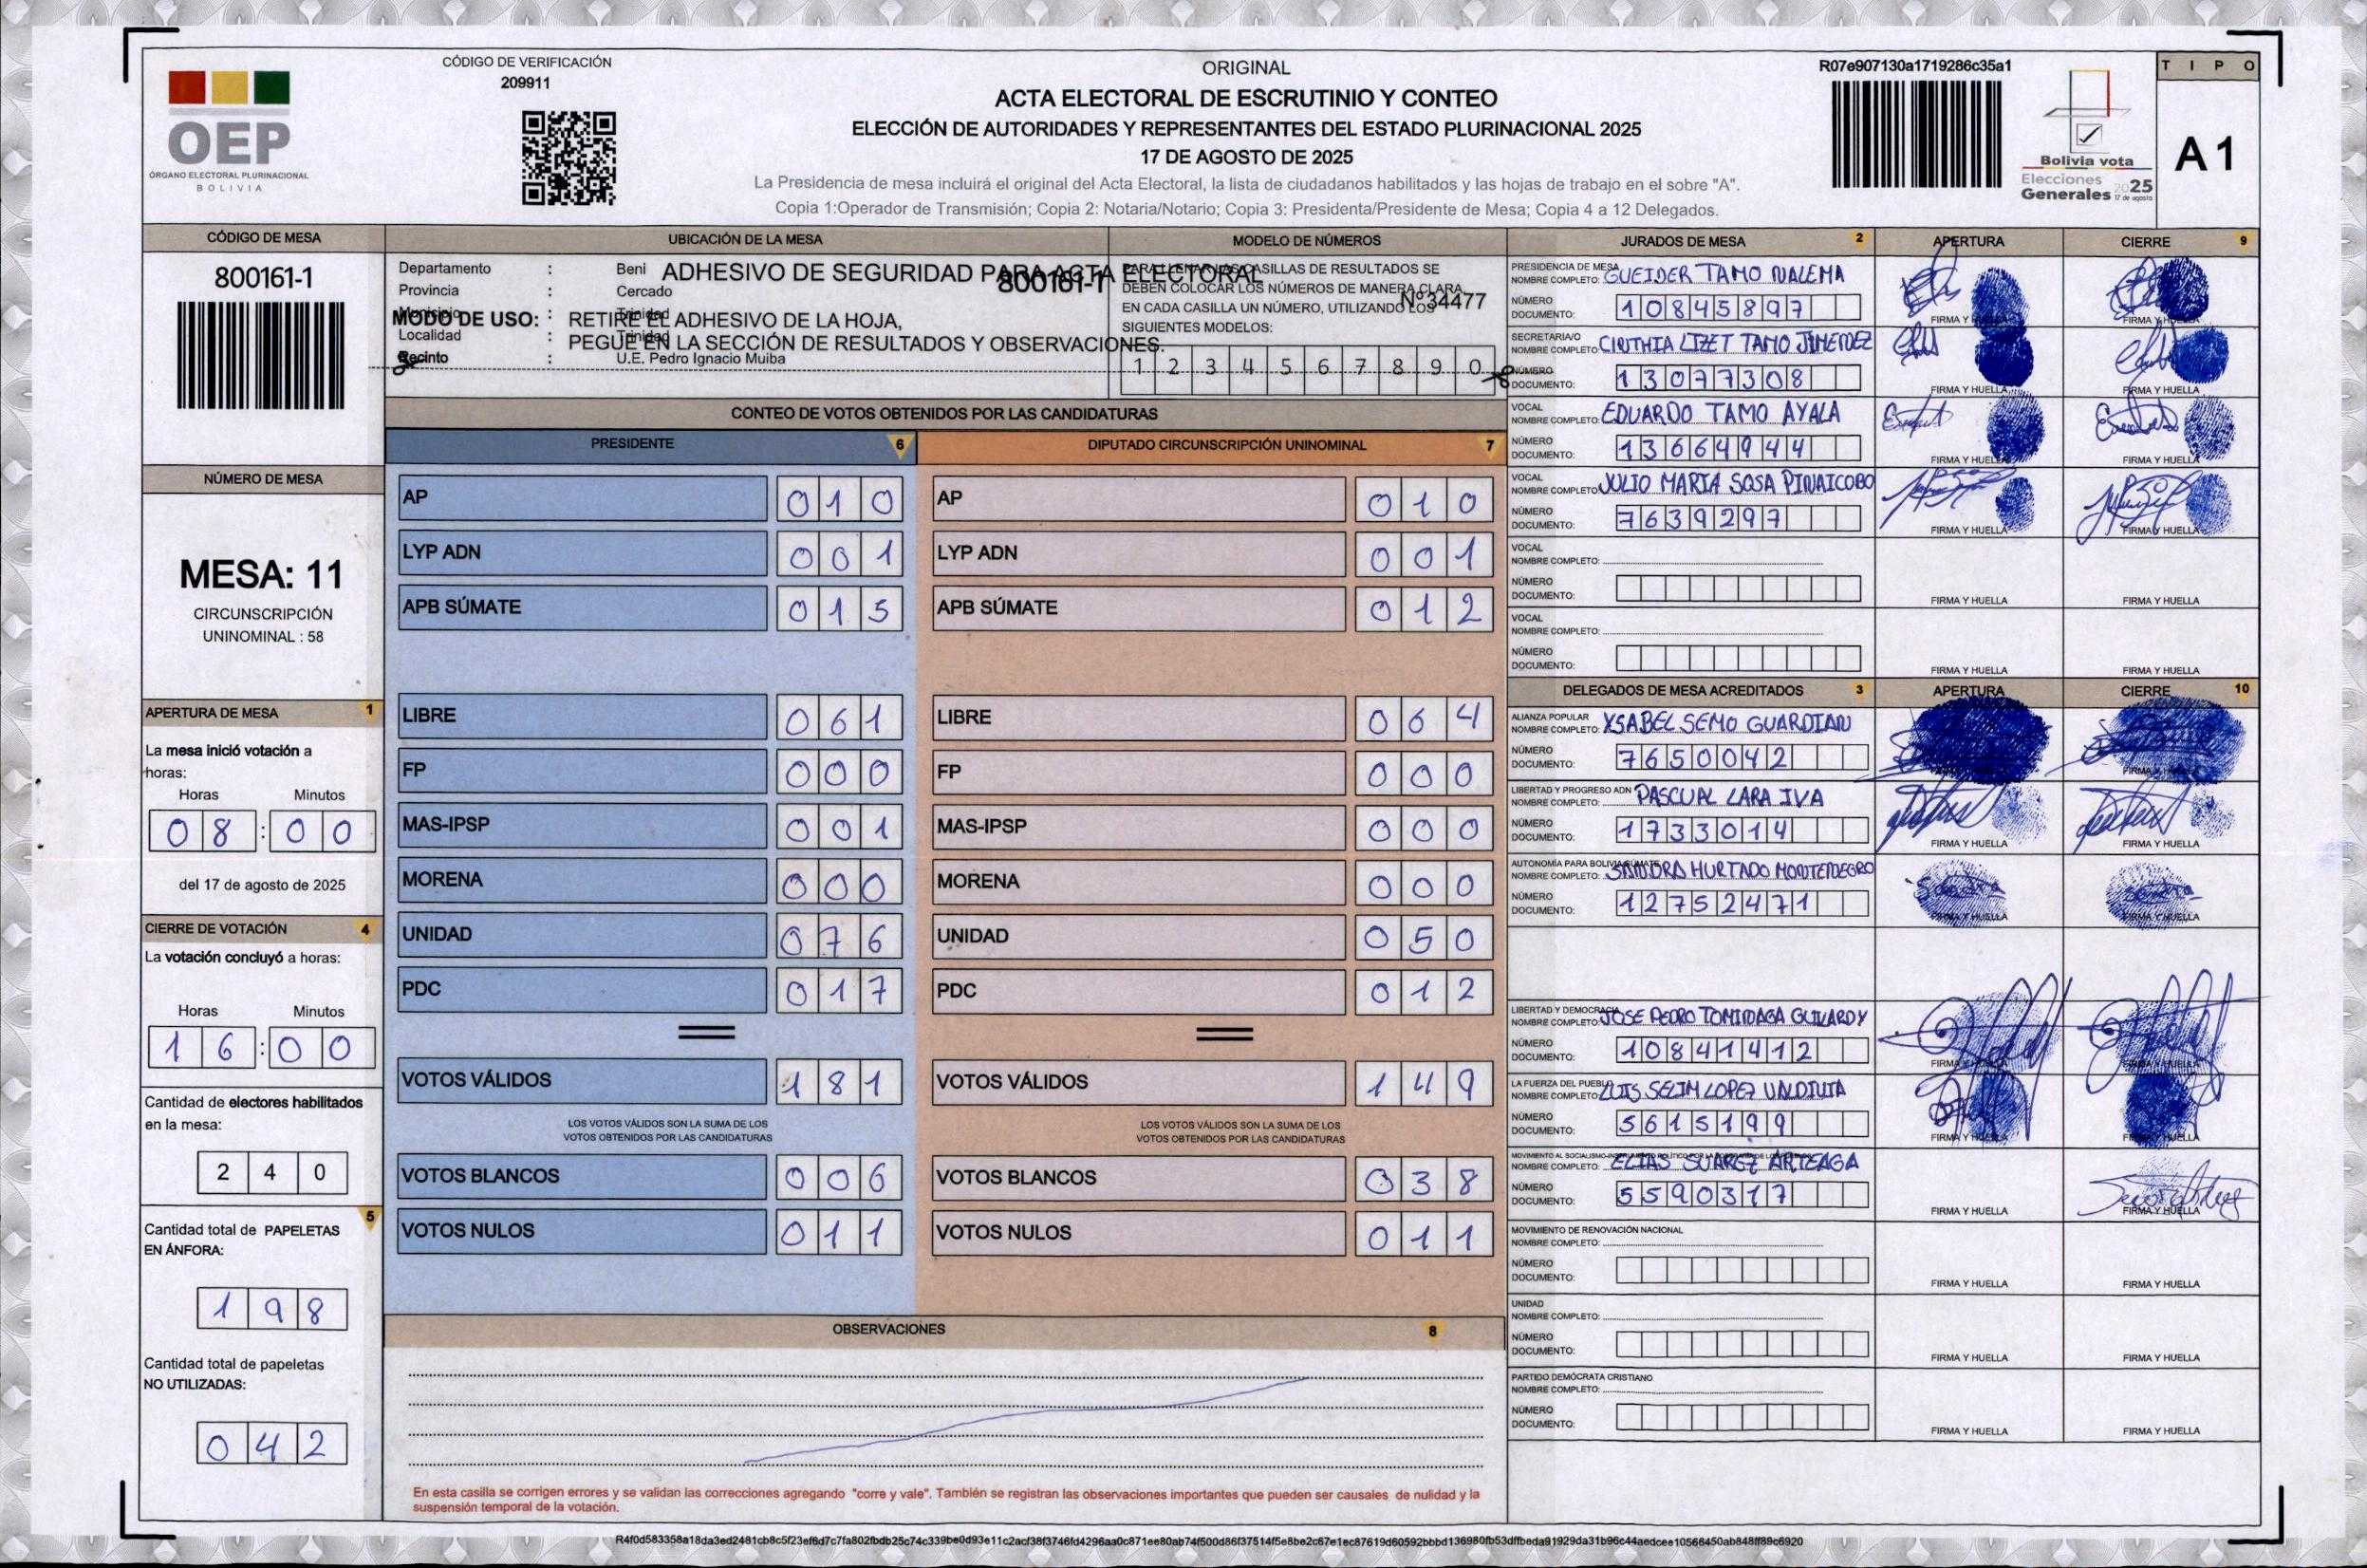 CÓDIGO DE VERIFICACIÓN
209911
OEP
ÓRGANO ELECTORAL PLURINACIONAL
BOLIVIA
ORIGINAL
ACTA ELECTORAL DE ESCRUTINIO Y CONTEO
ELECCIÓN DE AUTORIDADES Y REPRESENTANTES DEL ESTADO PLURINACIONAL 2025
17 DE AGOSTO DE 2025
La Presidencia de mesa incluirá el original del Acta Electoral, la lista de ciudadanos habilitados y las hojas de trabajo en el sobre "A".
Copia 1:Operador de Transmisión; Copia 2: Notaria/Notario; Copia 3: Presidenta/Presidente de Mesa; Copia 4 a 12 Delegados.
R07e907130a1719286c35a1
Bolivia vota
Elecciones
Generales 2025
17 de agosto
TIPO
A1
CÓDIGO DE MESA
800161-1
NÚMERO DE MESA
MESA: 11
CIRCUNSCRIPCIÓN
UNINOMINAL : 58
APERTURA DE MESA 1
La mesa inició votación a
horas:
Horas Minutos
08:00
del 17 de agosto de 2025
CIERRE DE VOTACIÓN 4
La votación concluyó a horas:
Horas Minutos
16:00
Cantidad de electores habilitados
en la mesa:
240
5
Cantidad total de PAPELETAS
EN ÁNFORA:
198
Cantidad total de papeletas
NO UTILIZADAS:
042
UBICACIÓN DE LA MESA
Departamento : Beni
Provincia : Cercado
Municipio : Trinidad
Localidad : Trinidad
Recinto : U.E. Pedro Ignacio Muiba
ADHESIVO DE SEGURIDAD PARA ACTA ELECTORAL
800161-1
Nº34477
MODO DE USO: RETIRE EL ADHESIVO DE LA HOJA,
PEGUE EN LA SECCIÓN DE RESULTADOS Y OBSERVACIONES.
MODELO DE NÚMEROS
PARA LLENAR LAS CASILLAS DE RESULTADOS SE
DEBEN COLOCAR LOS NÚMEROS DE MANERA CLARA,
EN CADA CASILLA UN NÚMERO, UTILIZANDO LOS
SIGUIENTES MODELOS:
1 2 3 4 5 6 7 8 9 0
CONTEO DE VOTOS OBTENIDOS POR LAS CANDIDATURAS
PRESIDENTE 6
AP 010
LYP ADN 001
APB SÚMATE 015
LIBRE 061
FP 000
MAS-IPSP 001
MORENA 000
UNIDAD 076
PDC 017
VOTOS VÁLIDOS 181
LOS VOTOS VÁLIDOS SON LA SUMA DE LOS
VOTOS OBTENIDOS POR LAS CANDIDATURAS
VOTOS BLANCOS 006
VOTOS NULOS 011
DIPUTADO CIRCUNSCRIPCIÓN UNINOMINAL 7
AP 010
LYP ADN 001
APB SÚMATE 012
LIBRE 064
FP 000
MAS-IPSP 000
MORENA 000
UNIDAD 050
PDC 012
VOTOS VÁLIDOS 149
LOS VOTOS VÁLIDOS SON LA SUMA DE LOS
VOTOS OBTENIDOS POR LAS CANDIDATURAS
VOTOS BLANCOS 038
VOTOS NULOS 011
OBSERVACIONES 8
En esta casilla se corrigen errores y se validan las correcciones agregando "corre y vale". También se registran las observaciones importantes que pueden ser causales de nulidad y la
suspensión temporal de la votación.
JURADOS DE MESA 2 APERTURA CIERRE 9
PRESIDENCIA DE MESA
NOMBRE COMPLETO: GUEIDER TAMO NALEMA
NÚMERO
DOCUMENTO: 10845897
FIRMA Y HUELLA FIRMA Y HUELLA
SECRETARIA/O
NOMBRE COMPLETO: CINTHIA LIZET TAMO JIMENEZ
NÚMERO
DOCUMENTO: 13077308
FIRMA Y HUELLA FIRMA Y HUELLA
VOCAL
NOMBRE COMPLETO: EDUARDO TAMO AYALA
NÚMERO
DOCUMENTO: 13664944
FIRMA Y HUELLA FIRMA Y HUELLA
VOCAL
NOMBRE COMPLETO: JULIO MARIA SOSA PINAICOBO
NÚMERO
DOCUMENTO: 7639297
FIRMA Y HUELLA FIRMA Y HUELLA
VOCAL
NOMBRE COMPLETO:
NÚMERO
DOCUMENTO:
FIRMA Y HUELLA FIRMA Y HUELLA
VOCAL
NOMBRE COMPLETO:
NÚMERO
DOCUMENTO:
FIRMA Y HUELLA FIRMA Y HUELLA
DELEGADOS DE MESA ACREDITADOS 3 APERTURA CIERRE 10
ALIANZA POPULAR
NOMBRE COMPLETO: YSABEL SEMO GUARDIAN
NÚMERO
DOCUMENTO: 7650042
FIRMA Y HUELLA
LIBERTAD Y PROGRESO ADN
NOMBRE COMPLETO: PASCUAL LARA IVA
NÚMERO
DOCUMENTO: 1733014
FIRMA Y HUELLA FIRMA Y HUELLA
AUTONOMÍA PARA BOLIVIA SÚMATE
NOMBRE COMPLETO: SANDRA HURTADO MONTENEGRO
NÚMERO
DOCUMENTO: 12752471
FIRMA Y HUELLA FIRMA Y HUELLA
LIBERTAD Y DEMOCRACIA
NOMBRE COMPLETO: JOSE PEDRO TOMINAGA GUILARDY
NÚMERO
DOCUMENTO: 10841412
FIRMA Y HUELLA FIRMA Y HUELLA
LA FUERZA DEL PUEBLO
NOMBRE COMPLETO: LUIS SELIM LOPEZ VALDIVIA
NÚMERO
DOCUMENTO: 5615199
FIRMA Y HUELLA FIRMA Y HUELLA
MOVIMIENTO AL SOCIALISMO
NOMBRE COMPLETO: ELIAS SUAREZ ARTEAGA
NÚMERO
DOCUMENTO: 5590317
FIRMA Y HUELLA FIRMA Y HUELLA
MOVIMIENTO DE RENOVACIÓN NACIONAL
NOMBRE COMPLETO:
NÚMERO
DOCUMENTO:
FIRMA Y HUELLA FIRMA Y HUELLA
UNIDAD
NOMBRE COMPLETO:
NÚMERO
DOCUMENTO:
FIRMA Y HUELLA FIRMA Y HUELLA
PARTIDO DEMÓCRATA CRISTIANO
NOMBRE COMPLETO:
NÚMERO
DOCUMENTO:
FIRMA Y HUELLA FIRMA Y HUELLA